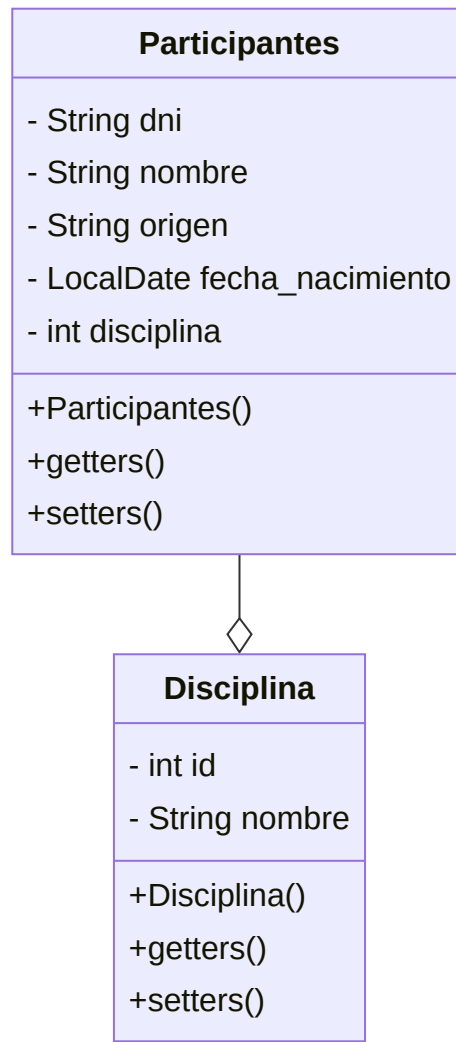 Participantes
- String dni
- String nombre
- String origen
- LocalDate fecha_nacimiento
- int disciplina
+Participantes()
+getters()
+setters()
Disciplina
- int id
- String nombre
+Disciplina()
+getters()
+setters()